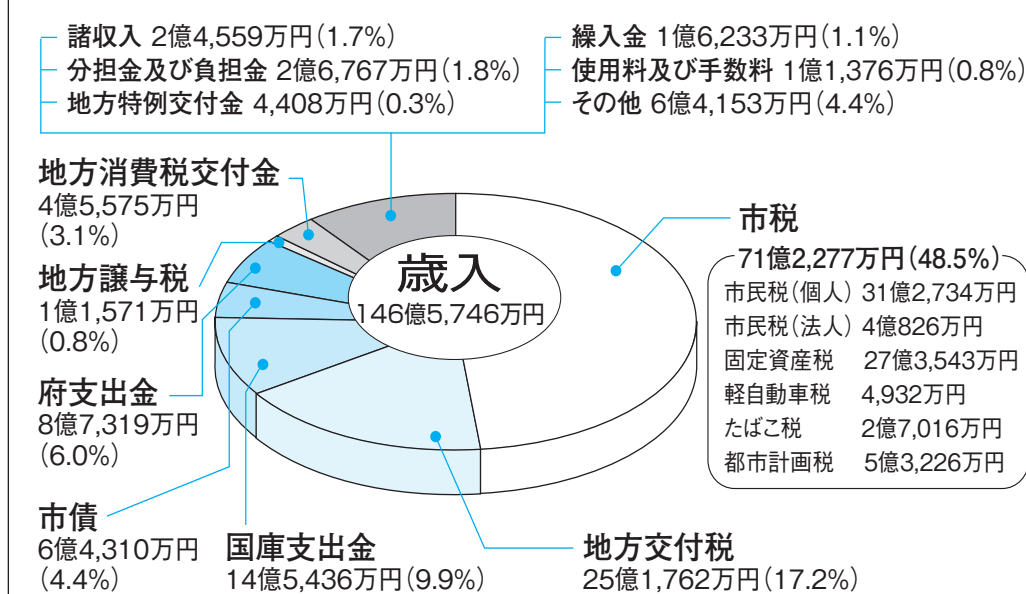 諸収入 2億4,559万円(1.7%)
分担金及び負担金 2億6,767万円(1.8%)
地方特例交付金 4,408万円(0.3%)
繰入金 1億6,233万円(1.1%)
使用料及び手数料 1億1,376万円(0.8%)
その他 6億4,153万円(4.4%)
地方消費税交付金
4億5,575万円
(3.1%)
地方譲与税
1億1,571万円
(0.8%)
府支出金
8億7,319万円
(6.0%)
市債
6億4,310万円
(4.4%)
国庫支出金
14億5,436万円(9.9%)
地方交付税
25億1,762万円(17.2%)
歳入
146億5,746万円
市税
71億2,277万円(48.5%)
市民税(個人) 31億2,734万円
市民税(法人) 4億826万円
固定資産税 27億3,543万円
軽自動車税 4,932万円
たばこ税 2億7,016万円
都市計画税 5億3,226万円